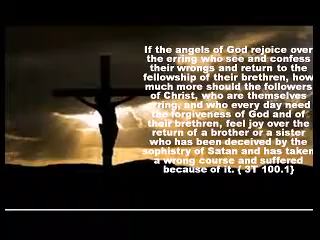 If the angels of God rejoice over
the erring who see and confess
their wrongs and return to the
fellowship of their brethren, how
much more should the followers
of Christ, who are themselves
erring, and who every day need
the forgiveness of God and of
their brethren, feel joy over the
return of a brother or a sister
who has been deceived by the
sophistry of Satan and has taken
a wrong course and suffered
because of it. { 3T 100.1}